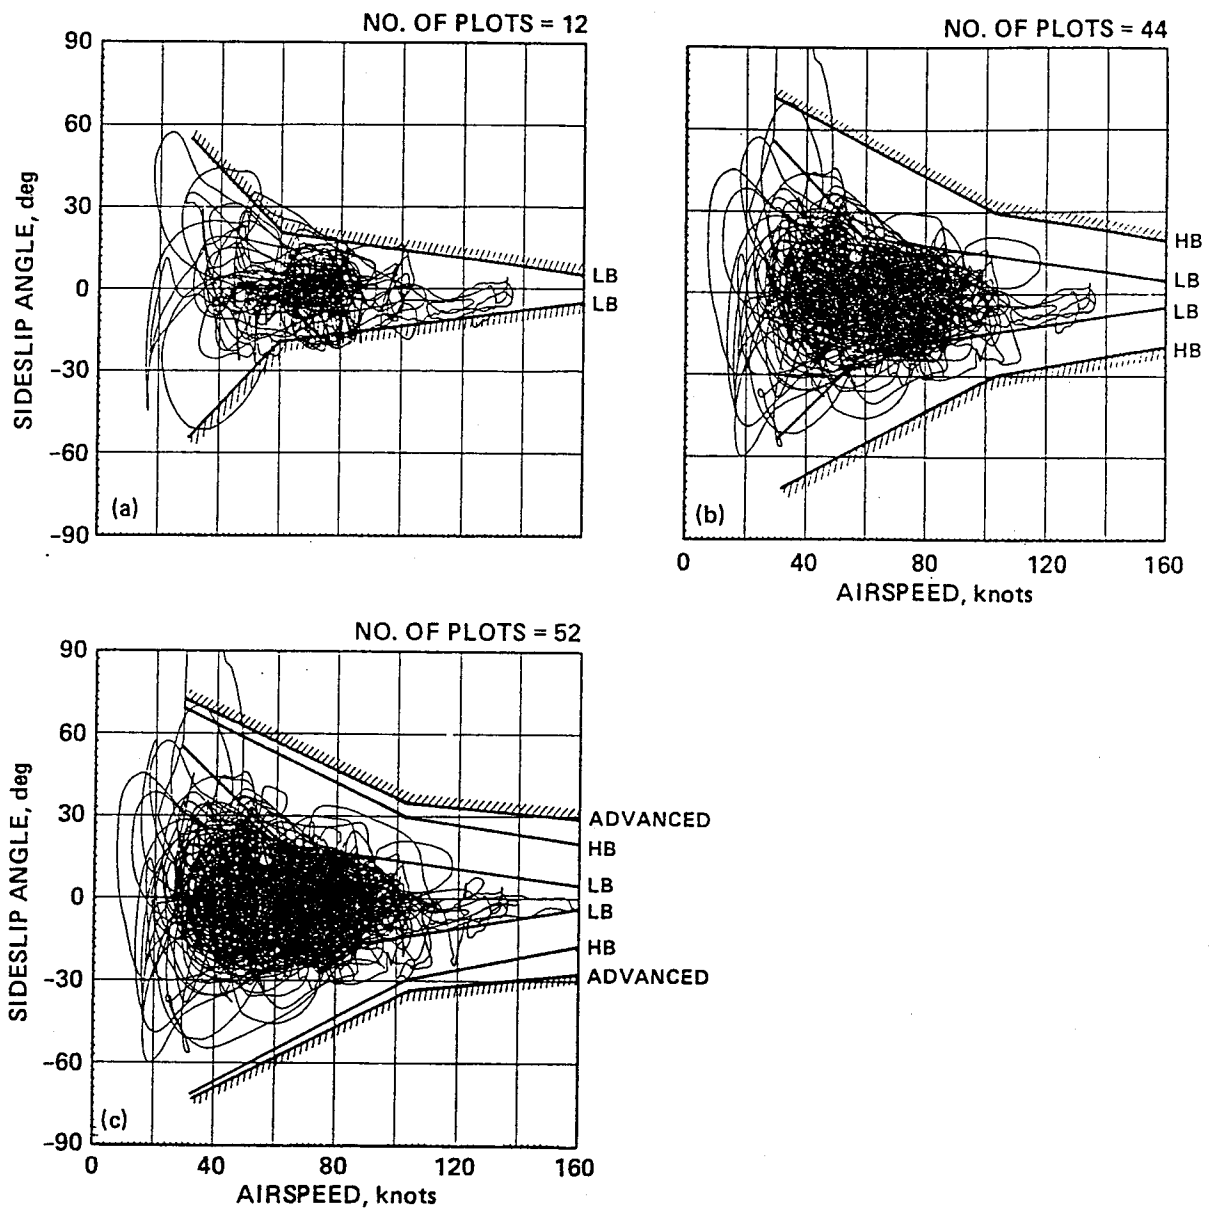 NO. OF PLOTS = 12
90
60
30
0
-30
-60
-90
SIDESLIP ANGLE, deg
LB
LB
(a)
NO. OF PLOTS = 44
HB
LB
LB
HB
(b)
0 40 80 120 160
AIRSPEED, knots
NO. OF PLOTS = 52
90
60
30
0
-30
-60
-90
SIDESLIP ANGLE, deg
ADVANCED
HB
LB
LB
HB
ADVANCED
(c)
0 40 80 120 160
AIRSPEED, knots